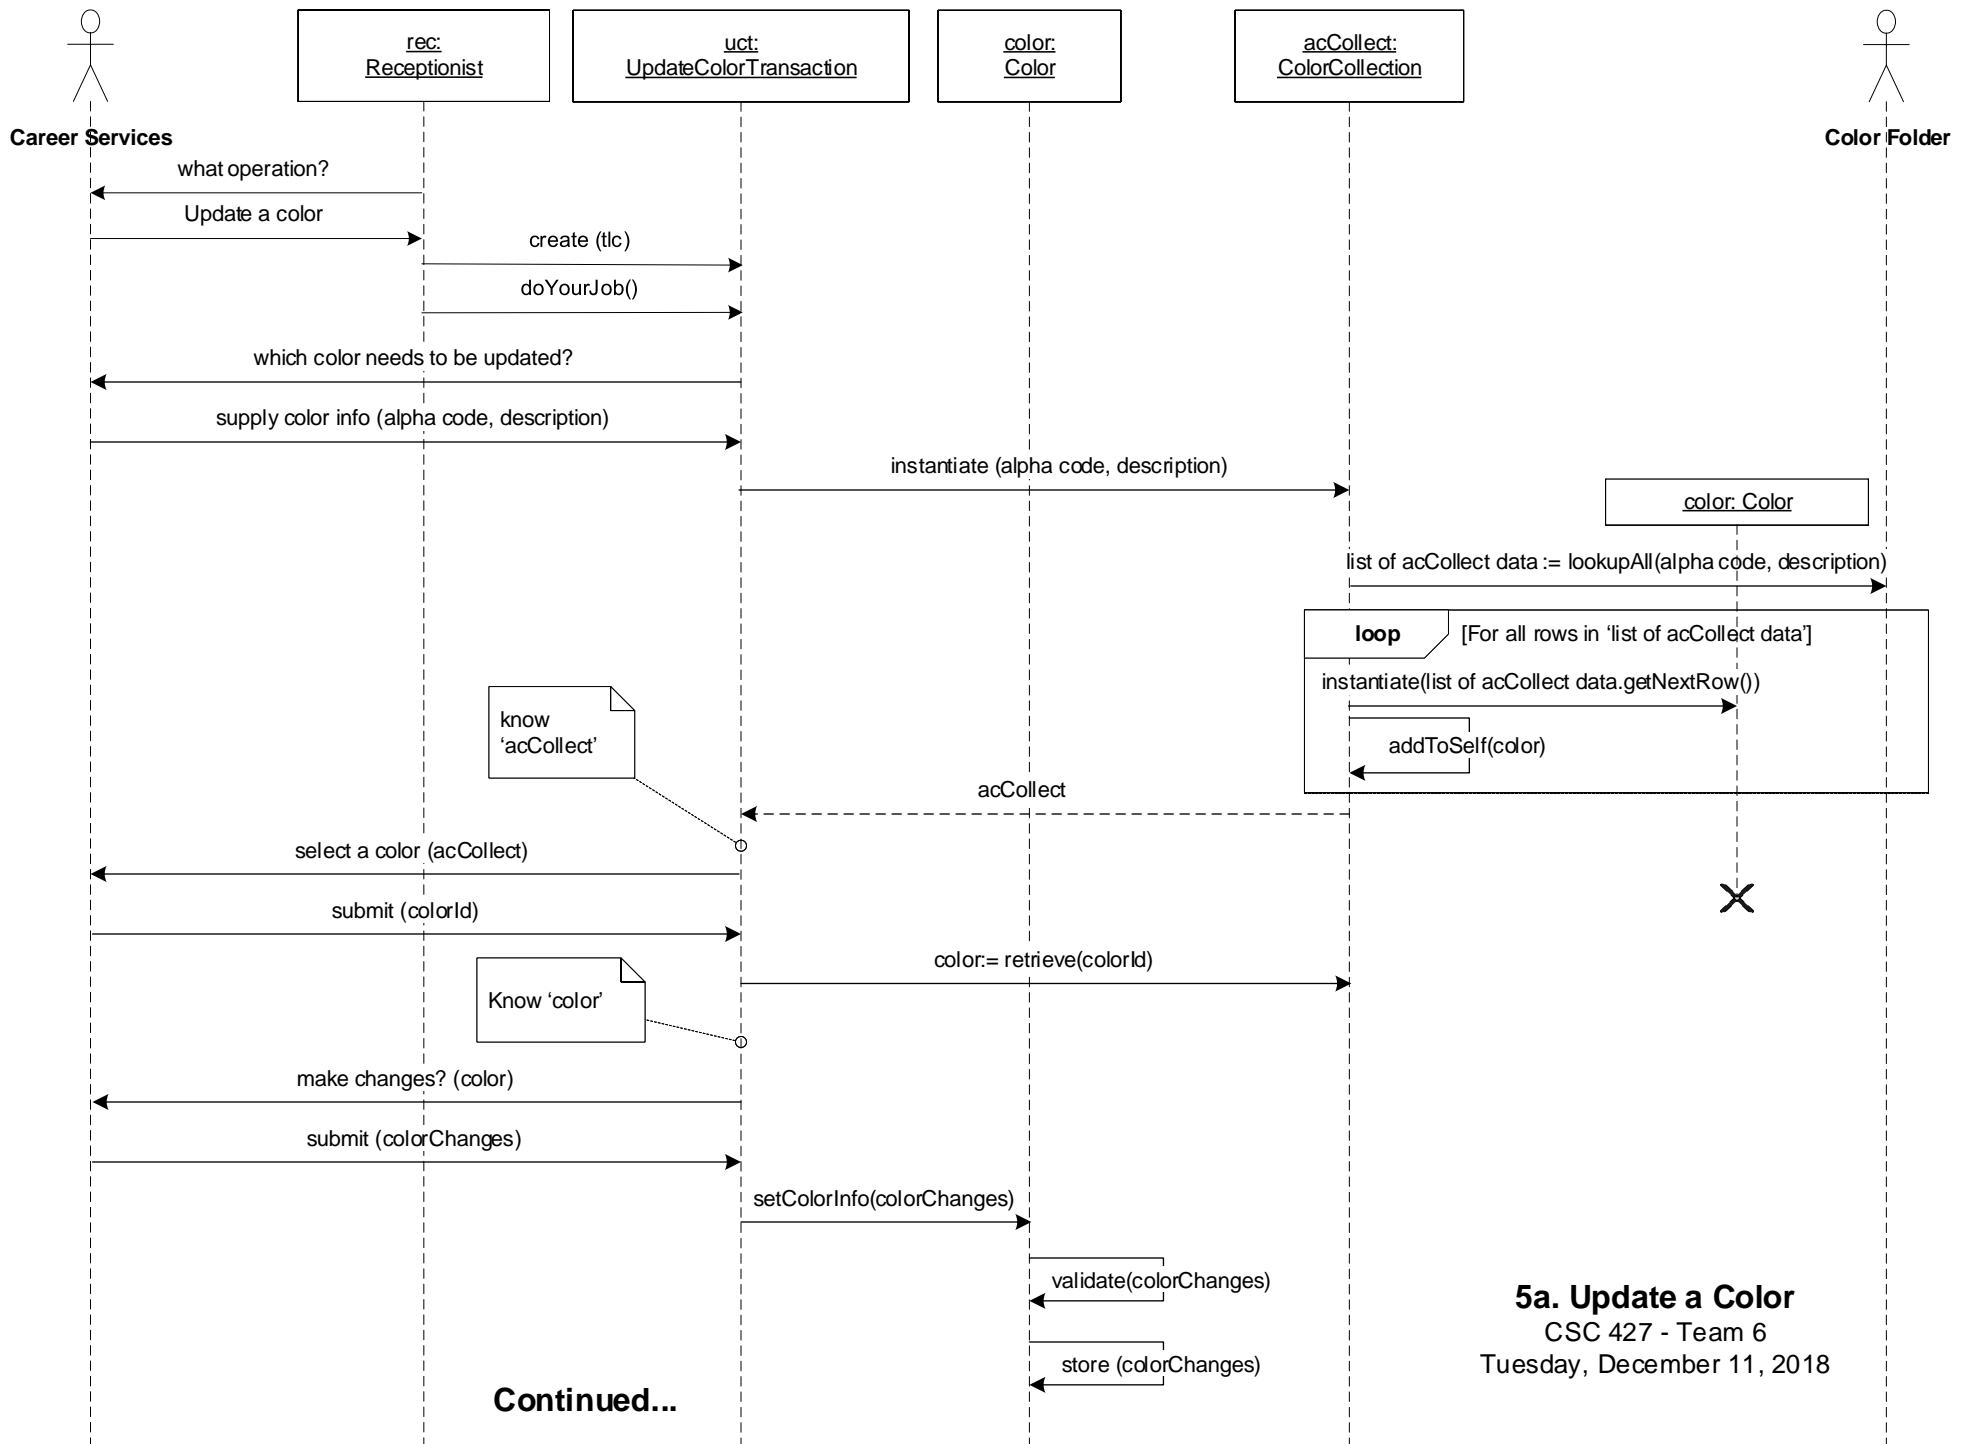 rec:
Receptionist
uct:
UpdateColorTransaction
color:
Color
acCollect:
ColorCollection
Career Services
Color Folder
what operation?
Update a color
create (tlc)
doYourJob()
which color needs to be updated?
supply color info (alpha code, description)
instantiate (alpha code, description)
color: Color
list of acCollect data := lookupAll(alpha code, description)
loop
[For all rows in ‘list of acCollect data’]
instantiate(list of acCollect data.getNextRow())
know
‘acCollect’
addToSelf(color)
acCollect
select a color (acCollect)
submit (colorId)
color:= retrieve(colorId)
Know ‘color’
make changes? (color)
submit (colorChanges)
setColorInfo(colorChanges)
validate(colorChanges)
store (colorChanges)
5a. Update a Color
CSC 427 - Team 6
Tuesday, December 11, 2018
Continued...